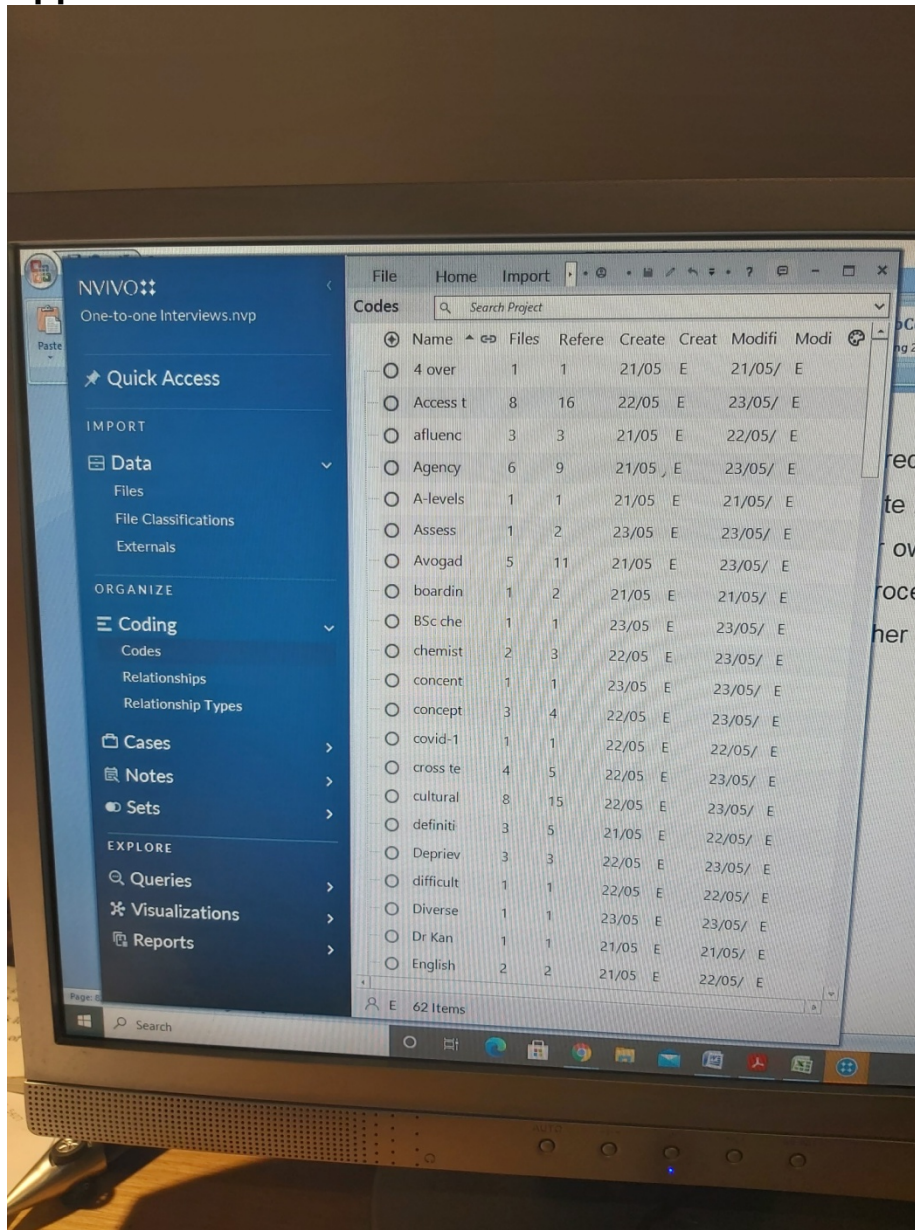 NVIVO
One-to-one Interviews.nvp
Quick Access
IMPORT
Data
Files
File Classifications
Externals
ORGANIZE
Coding
Codes
Relationships
Relationship Types
Cases
Notes
Sets
EXPLORE
Queries
Visualizations
Reports
File Home Import ?
Codes Search Project
Name Files Refere Create Creat Modifi Modi
4 over 1 1 21/05 E 21/05/ E
Access t 8 16 22/05 E 23/05/ E
afluenc 3 3 21/05 E 22/05/ E
Agency 6 9 21/05 E 23/05/ E
A-levels 1 1 21/05 E 21/05/ E
Assess 1 2 23/05 E 23/05/ E
Avogad 5 11 21/05 E 23/05/ E
boardin 1 2 21/05 E 21/05/ E
BSc che 1 1 23/05 E 23/05/ E
chemist 2 3 22/05 E 23/05/ E
concent 1 1 23/05 E 23/05/ E
concept 3 4 22/05 E 23/05/ E
covid-1 1 1 22/05 E 22/05/ E
cross te 4 5 22/05 E 23/05/ E
cultural 8 15 22/05 E 23/05/ E
definiti 3 5 21/05 E 22/05/ E
Depriev 3 3 22/05 E 23/05/ E
difficult 1 1 22/05 E 22/05/ E
Diverse 1 1 23/05 E 23/05/ E
Dr Kan 1 1 21/05 E 21/05/ E
English 2 2 21/05 E 22/05/ E
E 62 Items
Paste
Page: 8
Search
AUTO